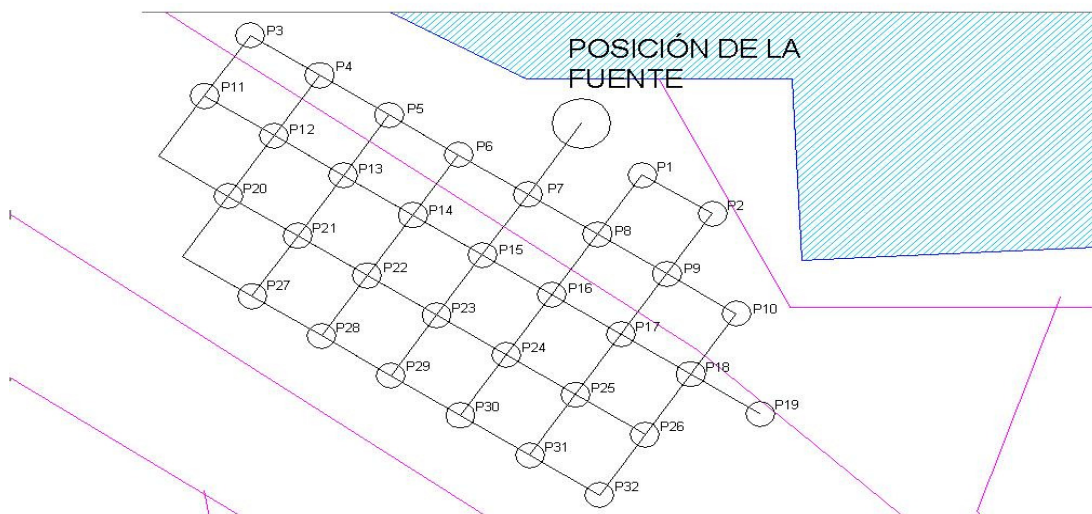 P3
POSICIÓN DE LA
FUENTE
P4
P11
P5
P12
P6
P1
P13
P7
P20
P14
P2
P8
P21
P15
P9
P27
P22
P16
P10
P28
P23
P17
P29
P24
P18
P30
P25
P19
P31
P26
P32